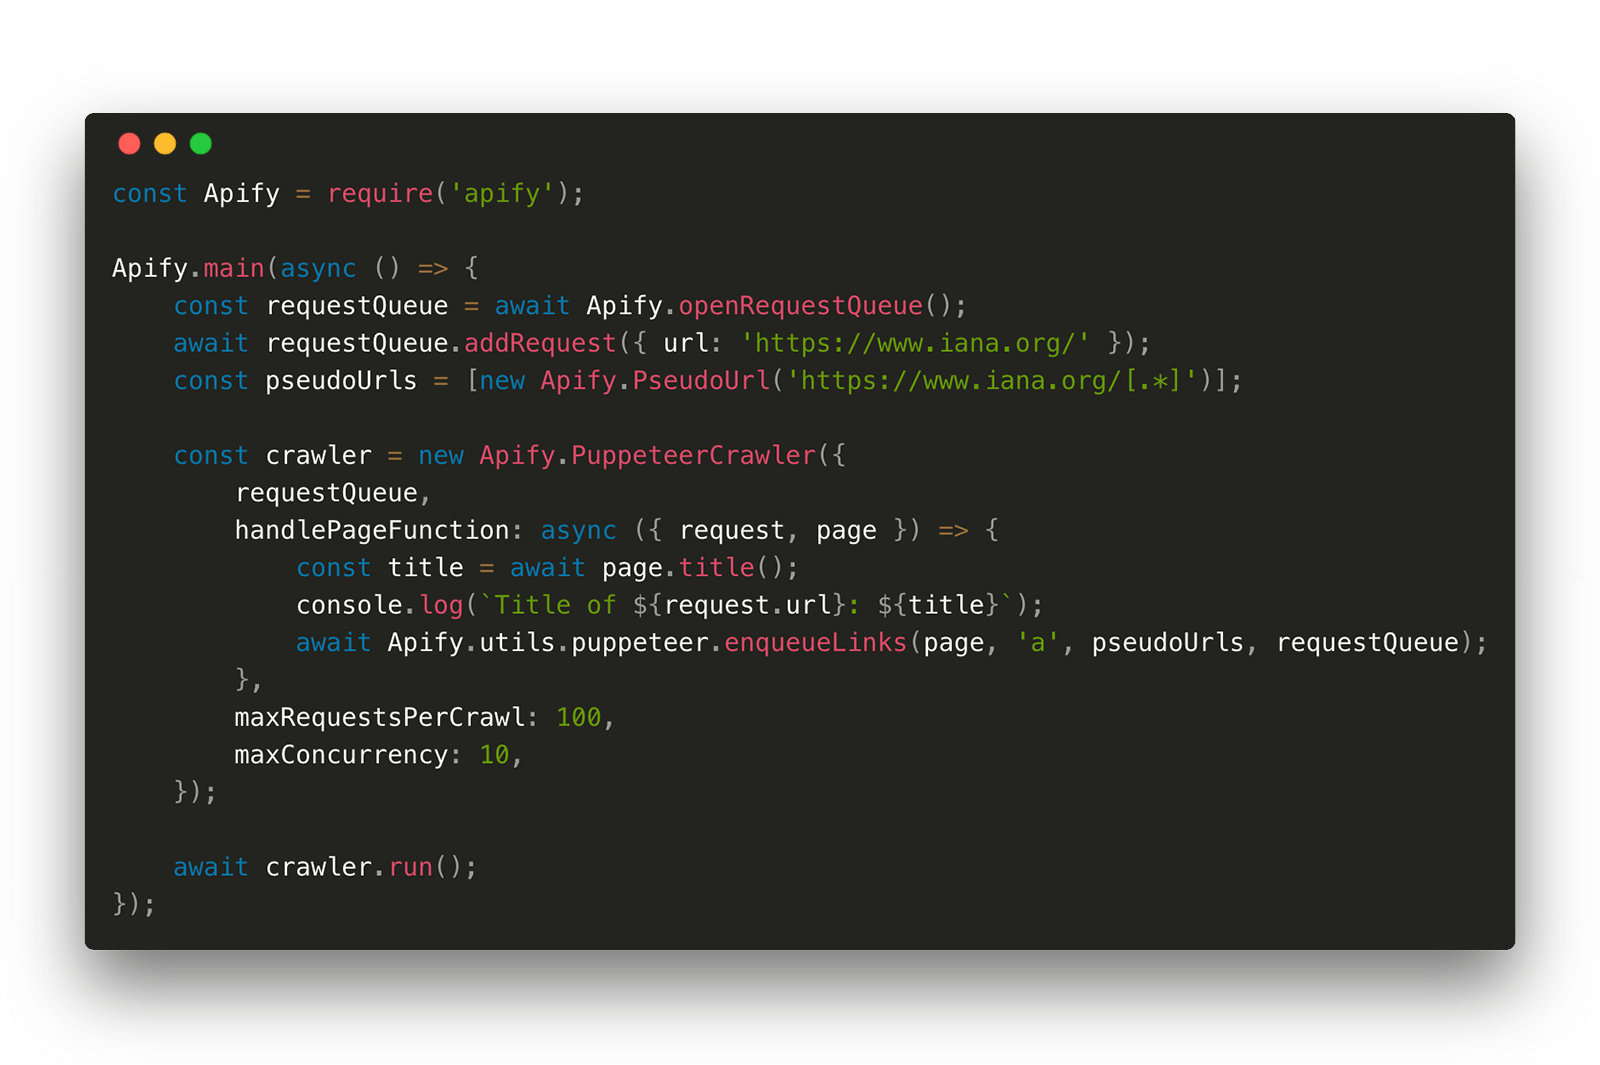 const Apify = require('apify');

Apify.main(async () => {
    const requestQueue = await Apify.openRequestQueue();
    await requestQueue.addRequest({ url: 'https://www.iana.org/' });
    const pseudoUrls = [new Apify.PseudoUrl('https://www.iana.org/[.*]')];

    const crawler = new Apify.PuppeteerCrawler({
        requestQueue,
        handlePageFunction: async ({ request, page }) => {
            const title = await page.title();
            console.log(`Title of ${request.url}: ${title}`);
            await Apify.utils.puppeteer.enqueueLinks(page, 'a', pseudoUrls, requestQueue);
        },
        maxRequestsPerCrawl: 100,
        maxConcurrency: 10,
    });

    await crawler.run();
});